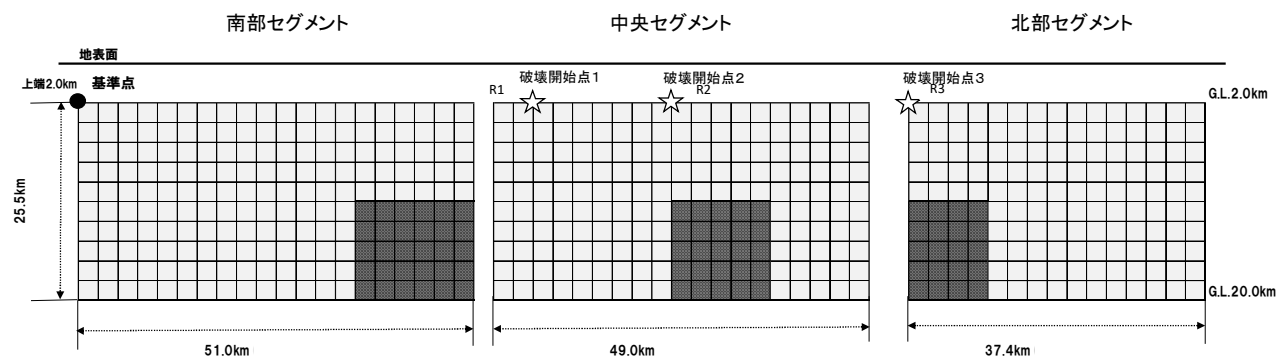 南部セグメント
中央セグメント
北部セグメント
地表面
上端2.0km
基準点
R1
破壊開始点1
破壊開始点2
R2
破壊開始点3
R3
G.L.2.0km
25.5km
G.L.20.0km
51.0km
49.0km
37.4km